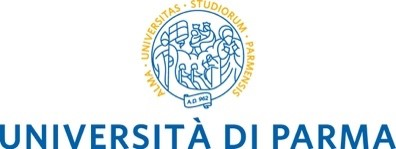 ALMA · UNIVERSITAS · STUDIORUM · PARMENSIS
A.D. 962
UNIVERSITÀ DI PARMA